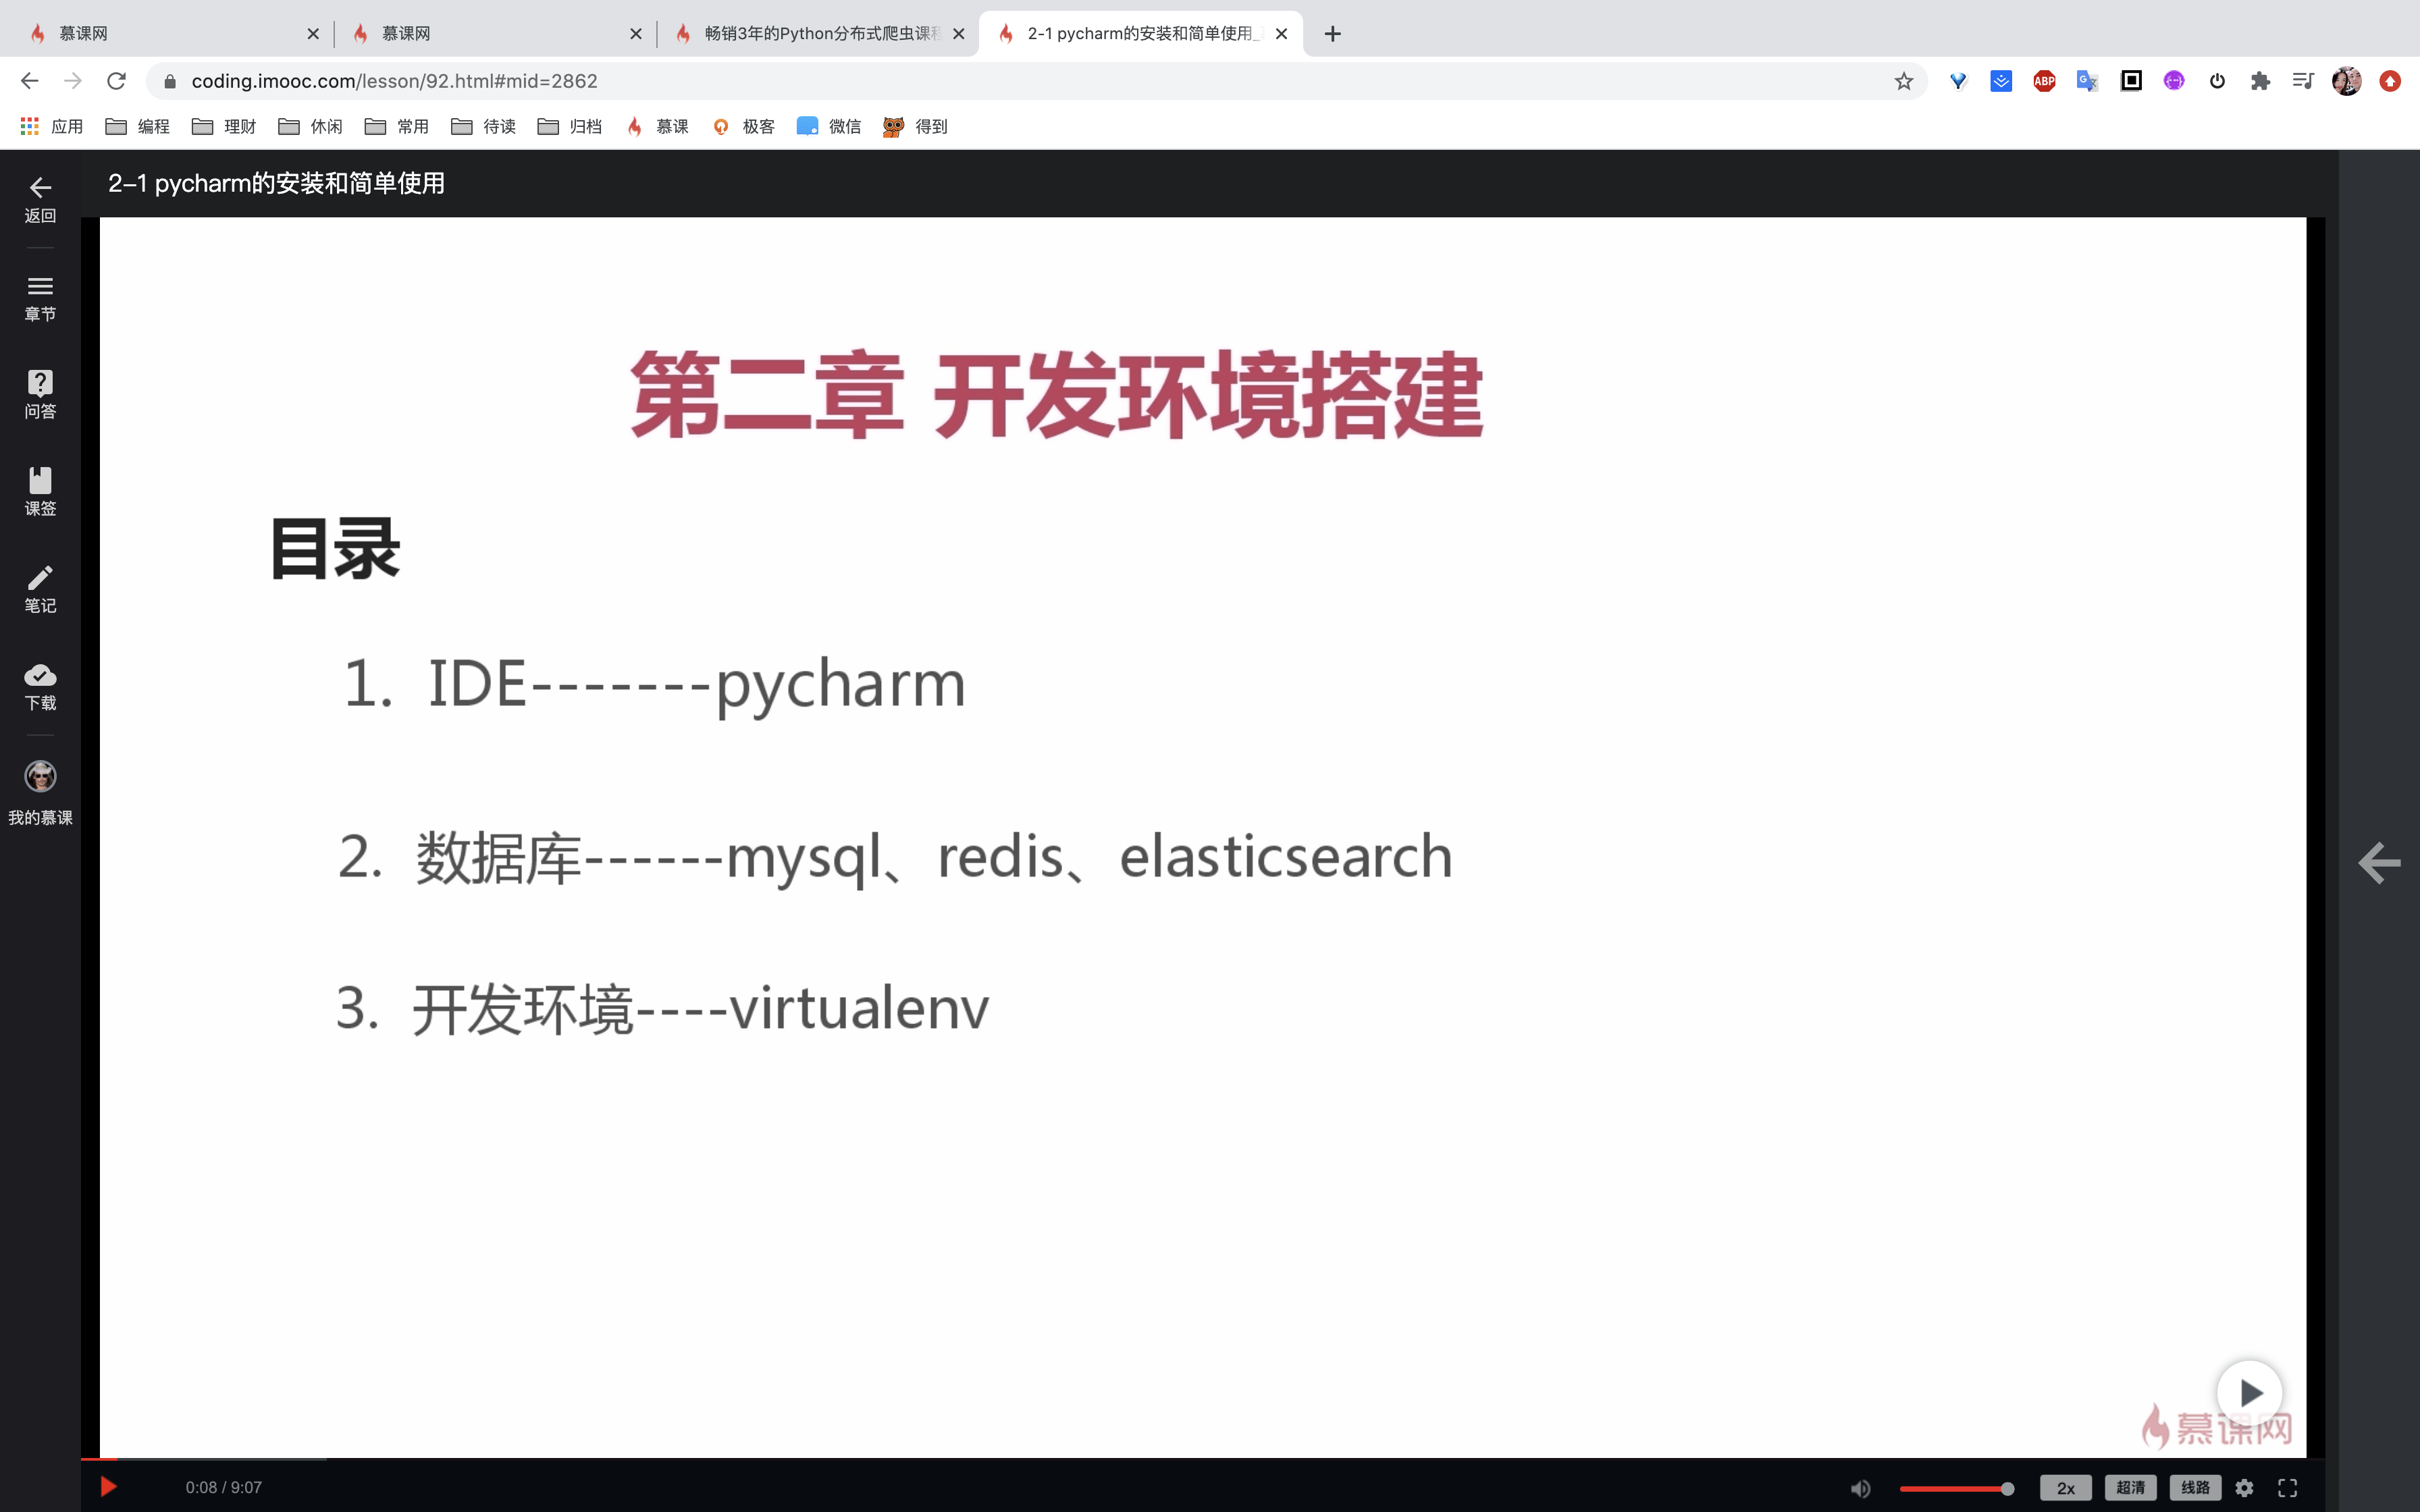 慕课网
慕课网
畅销3年的Python分布式爬虫课程
2-1 pycharm的安装和简单使用_
coding.imooc.com/lesson/92.html#mid=2862
ABP
应用 编程 理财 休闲 常用 待读 归档 慕课 极客 微信 得到
2-1 pycharm的安装和简单使用
返回
章节
问答
课签
笔记
下载
我的慕课
第二章 开发环境搭建
目录
1. IDE-------pycharm
2. 数据库------mysql、redis、elasticsearch
3. 开发环境----virtualenv
慕课网
0:08 / 9:07
2x 超清 线路